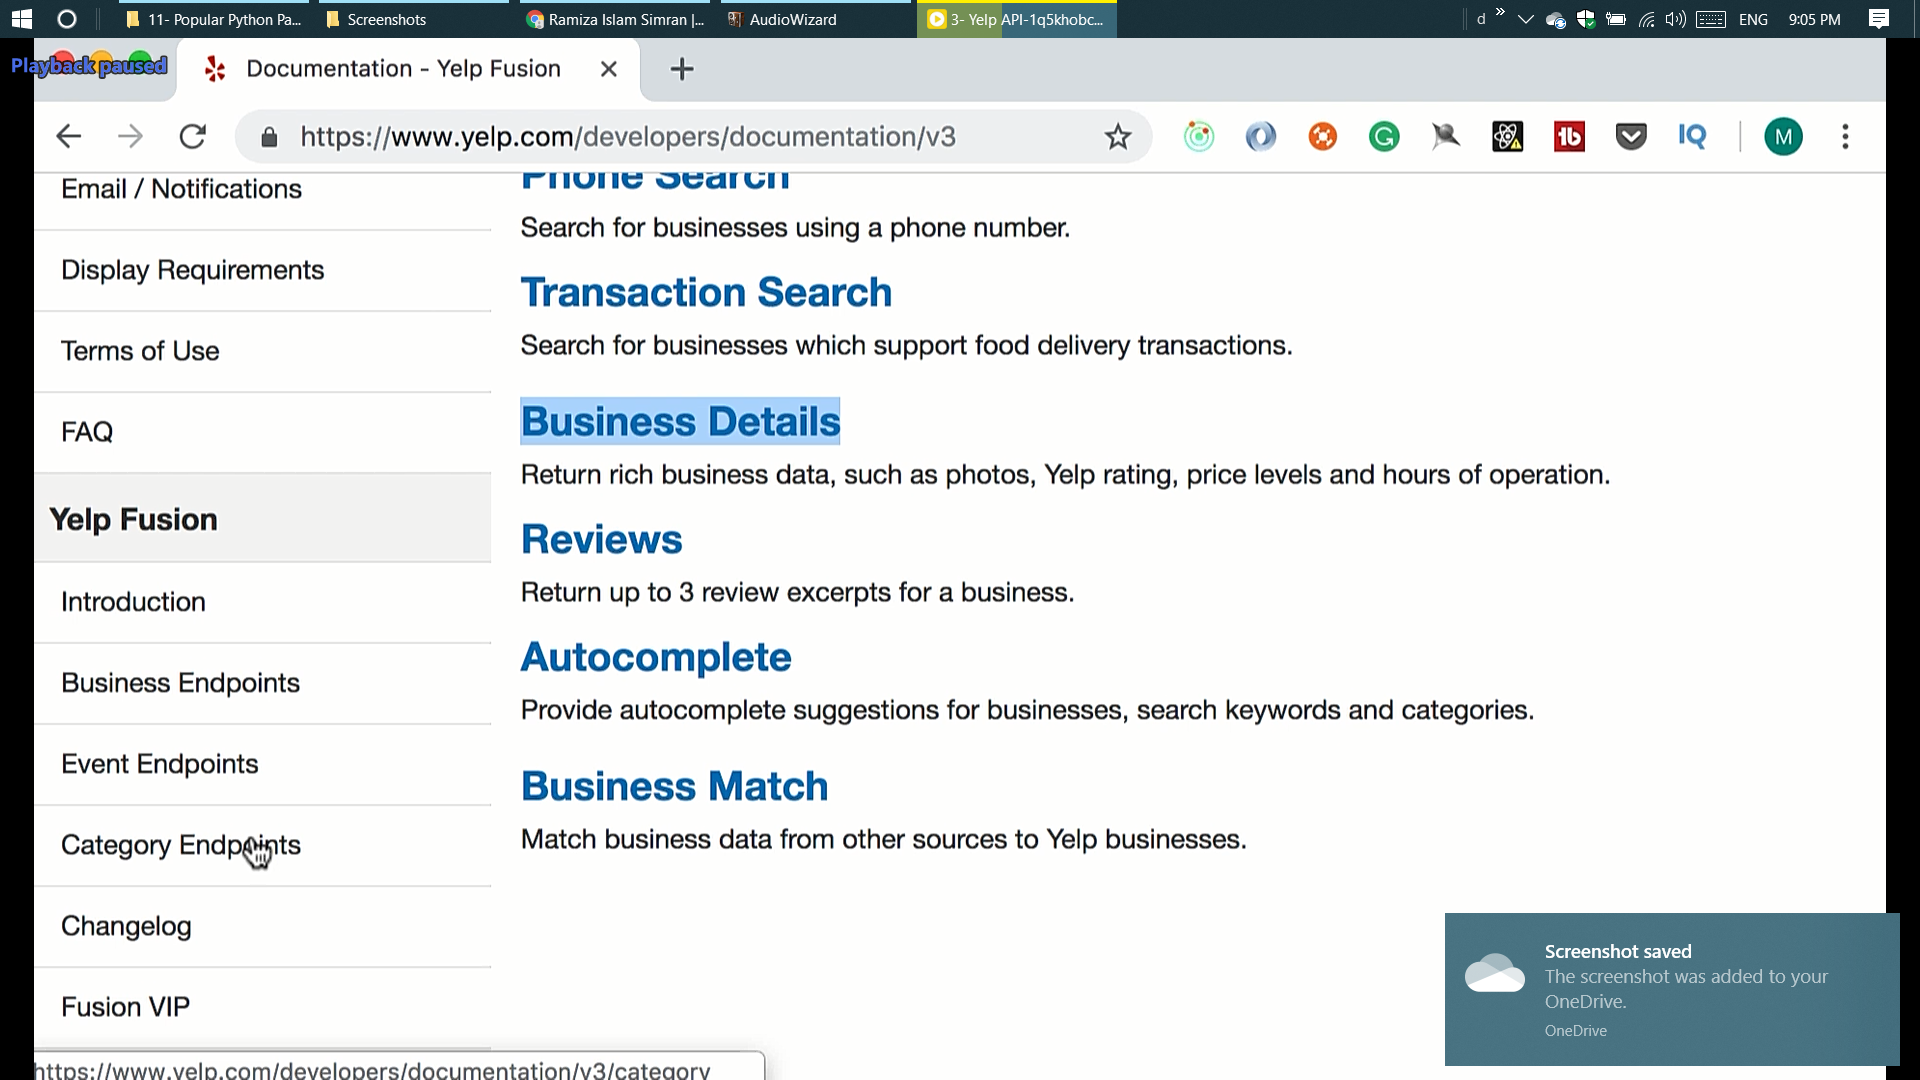 11- Popular Python Pa...
Screenshots
Ramiza Islam Simran |...
AudioWizard
3- Yelp API-1q5khobc...
d
»
ENG
9:05 PM
Playback paused
Documentation - Yelp Fusion
https://www.yelp.com/developers/documentation/v3
IQ
M
Email / Notifications
Display Requirements
Terms of Use
FAQ
Yelp Fusion
Introduction
Business Endpoints
Event Endpoints
Category Endpoints
Changelog
Fusion VIP
Phone Search
Search for businesses using a phone number.
Transaction Search
Search for businesses which support food delivery transactions.
Business Details
Return rich business data, such as photos, Yelp rating, price levels and hours of operation.
Reviews
Return up to 3 review excerpts for a business.
Autocomplete
Provide autocomplete suggestions for businesses, search keywords and categories.
Business Match
Match business data from other sources to Yelp businesses.
Screenshot saved
The screenshot was added to your
OneDrive.
OneDrive
https://www.yelp.com/developers/documentation/v3/category